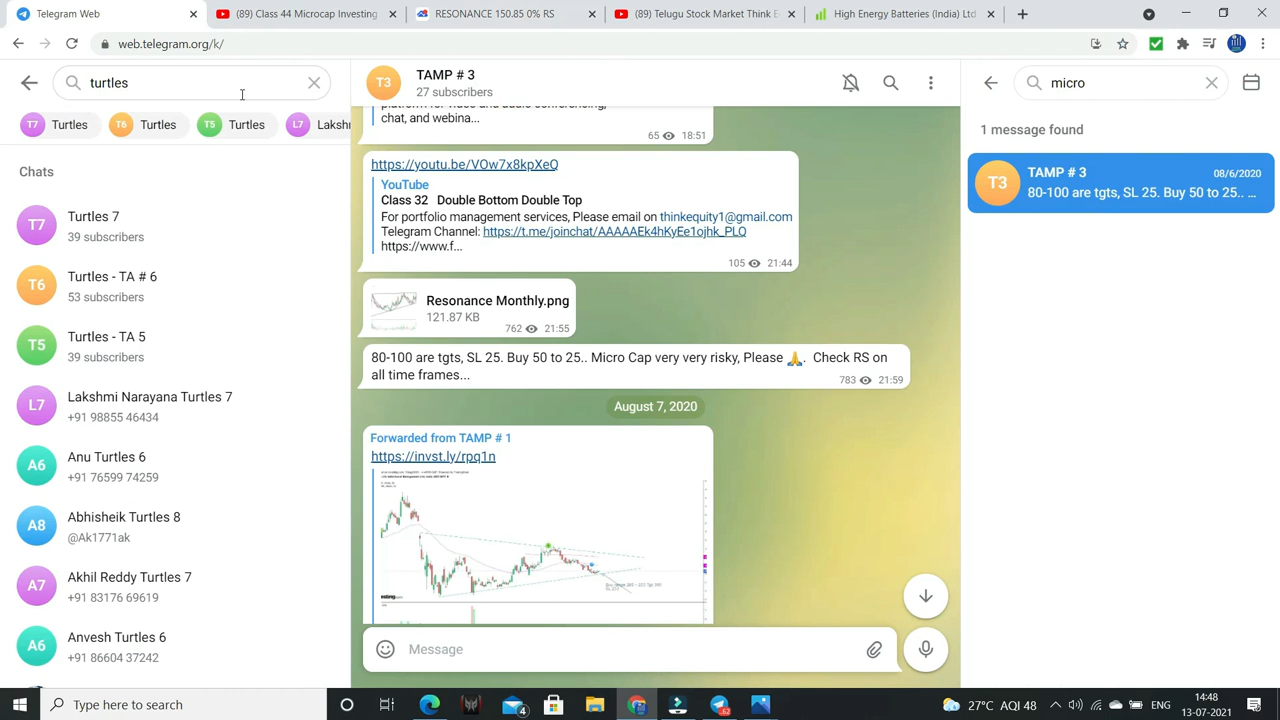 Telegram Web
(89) Class 44 Microcap Investing
RESONANCE 150.85 0% RS
(89) Telugu Stock Market Think E
High Energy Batteries (India) Ltd
web.telegram.org/k/
turtles
T7 Turtles
T6 Turtles
T5 Turtles
L7 Lakshm
Chats
T7
Turtles 7
39 subscribers
T6
Turtles - TA # 6
53 subscribers
T5
Turtles - TA 5
39 subscribers
L7
Lakshmi Narayana Turtles 7
+91 98855 46434
A6
Anu Turtles 6
+91 76598 74259
A8
Abhisheik Turtles 8
@Ak1771ak
A7
Akhil Reddy Turtles 7
+91 83176 69619
A6
Anvesh Turtles 6
+91 86604 37242
T3
TAMP # 3
27 subscribers
platform for video and audio conferencing,
chat, and webina...
65 18:51
https://youtu.be/VOw7x8kpXeQ
YouTube
Class 32 Double Bottom Double Top
For portfolio management services, Please email on thinkequity1@gmail.com
Telegram Channel: https://t.me/joinchat/AAAAAEk4hKyEe1ojhk_PLQ
https://www.f...
105 21:44
Resonance Monthly.png
121.87 KB
762 21:55
80-100 are tgts, SL 25. Buy 50 to 25.. Micro Cap very very risky, Please 🙏. Check RS on
all time frames...
783 21:59
August 7, 2020
Forwarded from TAMP # 1
https://invst.ly/rpq1n
Message
micro
1 message found
T3
TAMP # 3
08/6/2020
80-100 are tgts, SL 25. Buy 50 to 25.. ...
Type here to search
4
62
27°C AQI 48
ENG
14:48
13-07-2021